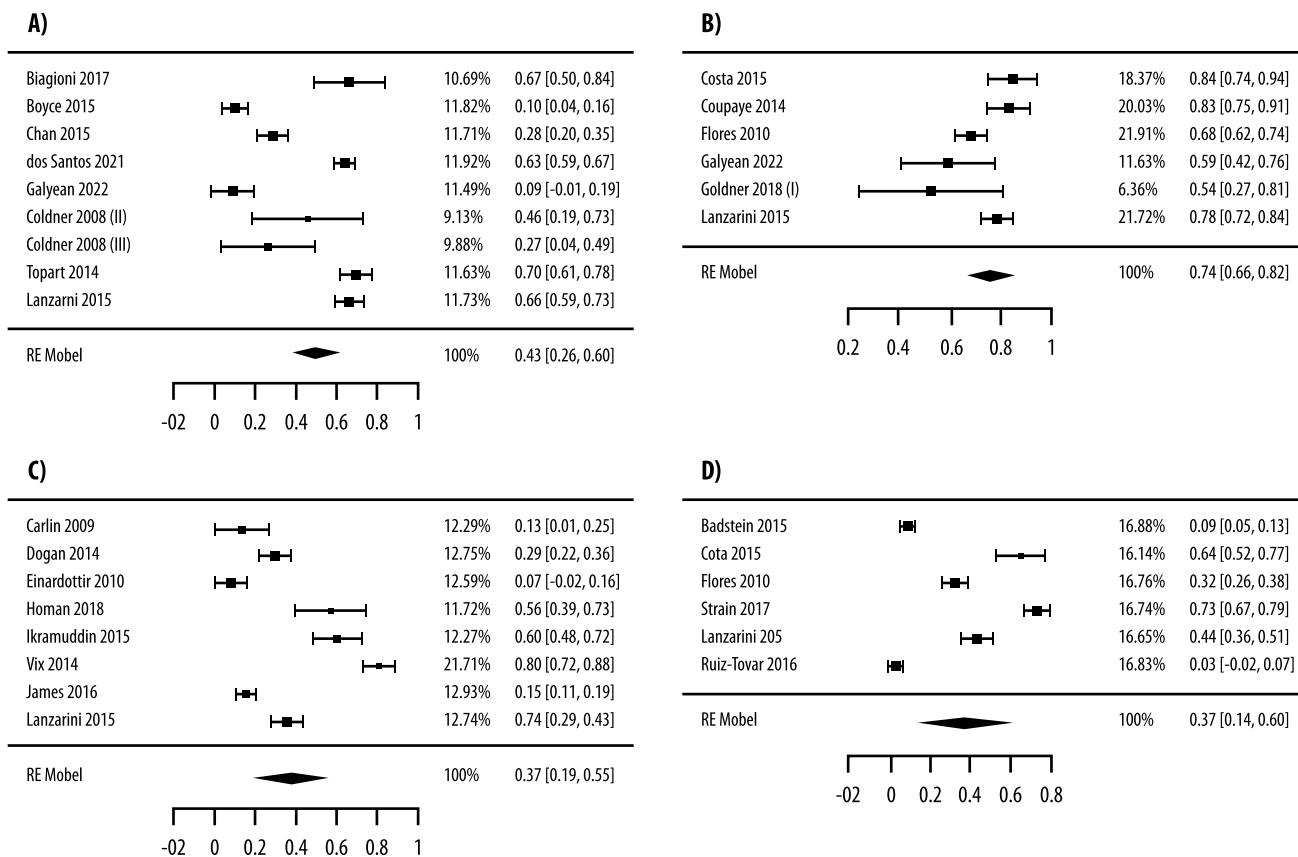 A)
Biagioni 2017 10.69% 0.67 [0.50, 0.84]
Boyce 2015 11.82% 0.10 [0.04, 0.16]
Chan 2015 11.71% 0.28 [0.20, 0.35]
dos Santos 2021 11.92% 0.63 [0.59, 0.67]
Galyean 2022 11.49% 0.09 [-0.01, 0.19]
Coldner 2008 (II) 9.13% 0.46 [0.19, 0.73]
Coldner 2008 (III) 9.88% 0.27 [0.04, 0.49]
Topart 2014 11.63% 0.70 [0.61, 0.78]
Lanzarni 2015 11.73% 0.66 [0.59, 0.73]
RE Mobel 100% 0.43 [0.26, 0.60]
-02 0 0.2 0.4 0.6 0.8 1
B)
Costa 2015 18.37% 0.84 [0.74, 0.94]
Coupaye 2014 20.03% 0.83 [0.75, 0.91]
Flores 2010 21.91% 0.68 [0.62, 0.74]
Galyean 2022 11.63% 0.59 [0.42, 0.76]
Goldner 2018 (I) 6.36% 0.54 [0.27, 0.81]
Lanzarini 2015 21.72% 0.78 [0.72, 0.84]
RE Mobel 100% 0.74 [0.66, 0.82]
0.2 0.4 0.6 0.8 1
C)
Carlin 2009 12.29% 0.13 [0.01, 0.25]
Dogan 2014 12.75% 0.29 [0.22, 0.36]
Einardottir 2010 12.59% 0.07 [-0.02, 0.16]
Homan 2018 11.72% 0.56 [0.39, 0.73]
Ikramuddin 2015 12.27% 0.60 [0.48, 0.72]
Vix 2014 21.71% 0.80 [0.72, 0.88]
James 2016 12.93% 0.15 [0.11, 0.19]
Lanzarini 2015 12.74% 0.74 [0.29, 0.43]
RE Mobel 100% 0.37 [0.19, 0.55]
-02 0 0.2 0.4 0.6 0.8 1
D)
Badstein 2015 16.88% 0.09 [0.05, 0.13]
Cota 2015 16.14% 0.64 [0.52, 0.77]
Flores 2010 16.76% 0.32 [0.26, 0.38]
Strain 2017 16.74% 0.73 [0.67, 0.79]
Lanzarini 205 16.65% 0.44 [0.36, 0.51]
Ruiz-Tovar 2016 16.83% 0.03 [-0.02, 0.07]
RE Mobel 100% 0.37 [0.14, 0.60]
-02 0 0.2 0.4 0.6 0.8